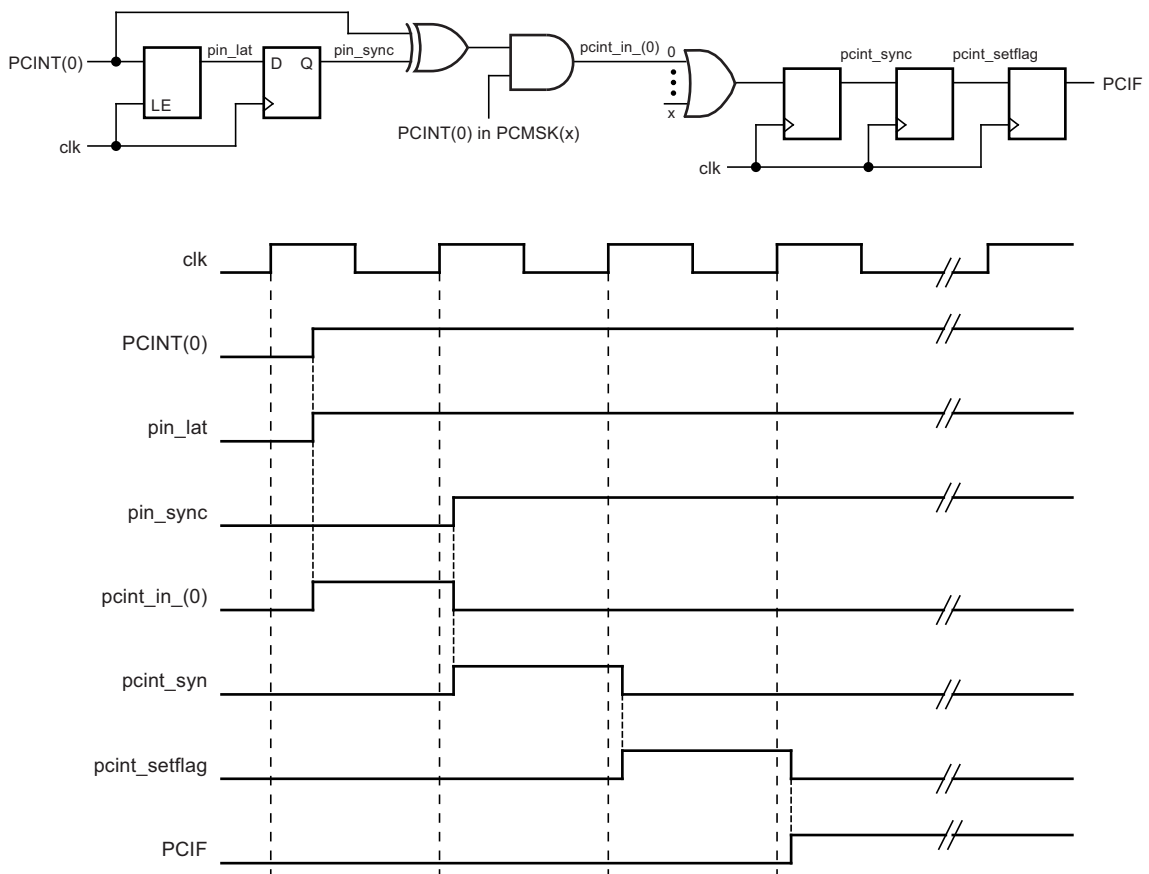 PCINT(0)
pin_lat
D Q
pin_sync
LE
clk
pcint_in_(0)
0
x
PCINT(0) in PCMSK(x)
pcint_sync
pcint_setflag
PCIF
clk
clk
PCINT(0)
pin_lat
pin_sync
pcint_in_(0)
pcint_syn
pcint_setflag
PCIF